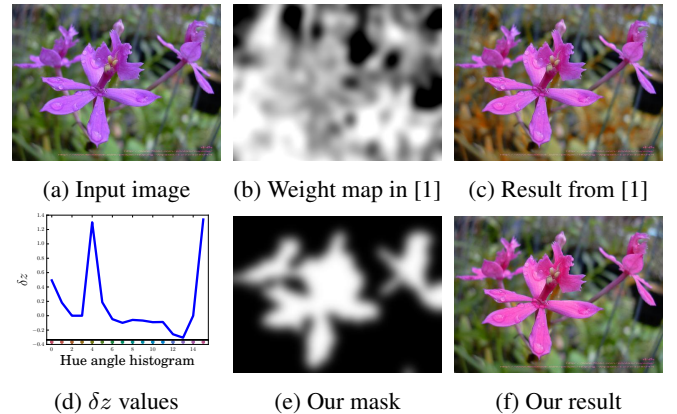 (a) Input image (b) Weight map in [1] (c) Result from [1]
1.4
1.2
1.0
0.8
0.6
0.4
0.2
0.0
−0.2
−0.4
δz
0 2 4 6 8 10 12 14
Hue angle histogram
(d) δz values (e) Our mask (f) Our result